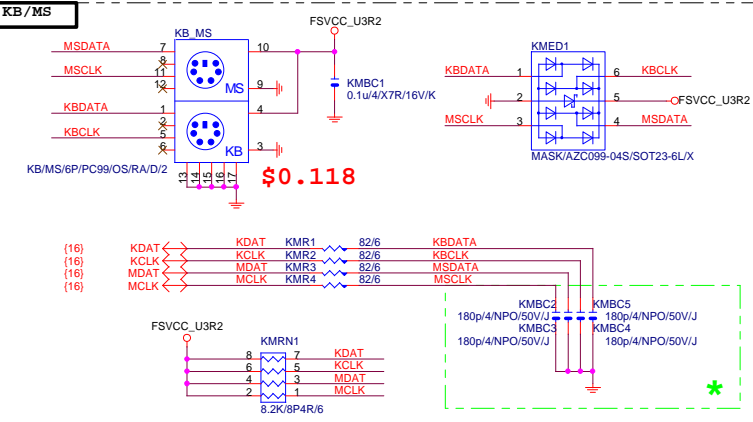 KB/MS
KB_MS
FSVCC_U3R2
MSDATA 7
8
MSCLK 11
12
10
MS 9
KBDATA 1
2
KBCLK 5
6
4
KB 3
KB/MS/6P/PC99/OS/RA/D/2
13 14 15 16 17
$0.118
KMBC1
0.1u/4/X7R/16V/K
KMED1
KBDATA 1 6 KBCLK
2 5 FSVCC_U3R2
MSCLK 3 4 MSDATA
MASK/AZC099-04S/SOT23-6L/X
{16} KDAT KDAT KMR1 82/6 KBDATA
{16} KCLK KCLK KMR2 82/6 KBCLK
{16} MDAT MDAT KMR3 82/6 MSDATA
{16} MCLK MCLK KMR4 82/6 MSCLK
KMBC2 KMBC5
180p/4/NPO/50V/J 180p/4/NPO/50V/J
KMBC3 KMBC4
180p/4/NPO/50V/J 180p/4/NPO/50V/J
*
FSVCC_U3R2
KMRN1
8 7 KDAT
6 5 KCLK
4 3 MDAT
2 1 MCLK
8.2K/8P4R/6